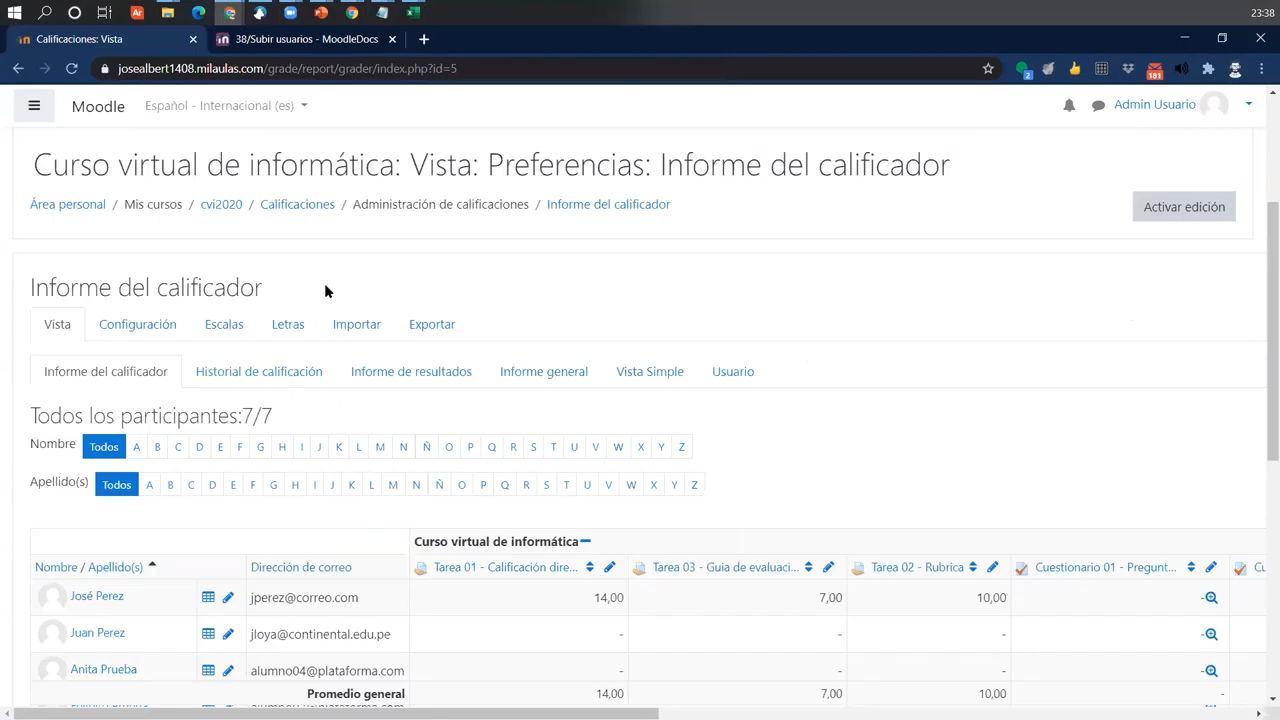 23:38
Calificaciones: Vista
38/Subir usuarios - MoodleDocs
josealbert1408.milaulas.com/grade/report/grader/index.php?id=5
2
181
Moodle
Español - Internacional (es)
Admin Usuario
Curso virtual de informática: Vista: Preferencias: Informe del calificador
Área personal / Mis cursos / cvi2020 / Calificaciones / Administración de calificaciones / Informe del calificador
Activar edición
Informe del calificador
Vista Configuración Escalas Letras Importar Exportar
Informe del calificador Historial de calificación Informe de resultados Informe general Vista Simple Usuario
Todos los participantes:7/7
Nombre Todos A B C D E F G H I J K L M N Ñ O P Q R S T U V W X Y Z
Apellido(s) Todos A B C D E F G H I J K L M N Ñ O P Q R S T U V W X Y Z
Curso virtual de informática
Nombre / Apellido(s) Dirección de correo Tarea 01 - Calificación dire... Tarea 03 - Guia de evaluaci... Tarea 02 - Rubrica Cuestionario 01 - Pregunt... Cu
José Perez jperez@correo.com 14,00 7,00 10,00 -
Juan Perez jloya@continental.edu.pe - - - -
Anita Prueba alumno04@plataforma.com - - - -
Promedio general 14,00 7,00 10,00 -